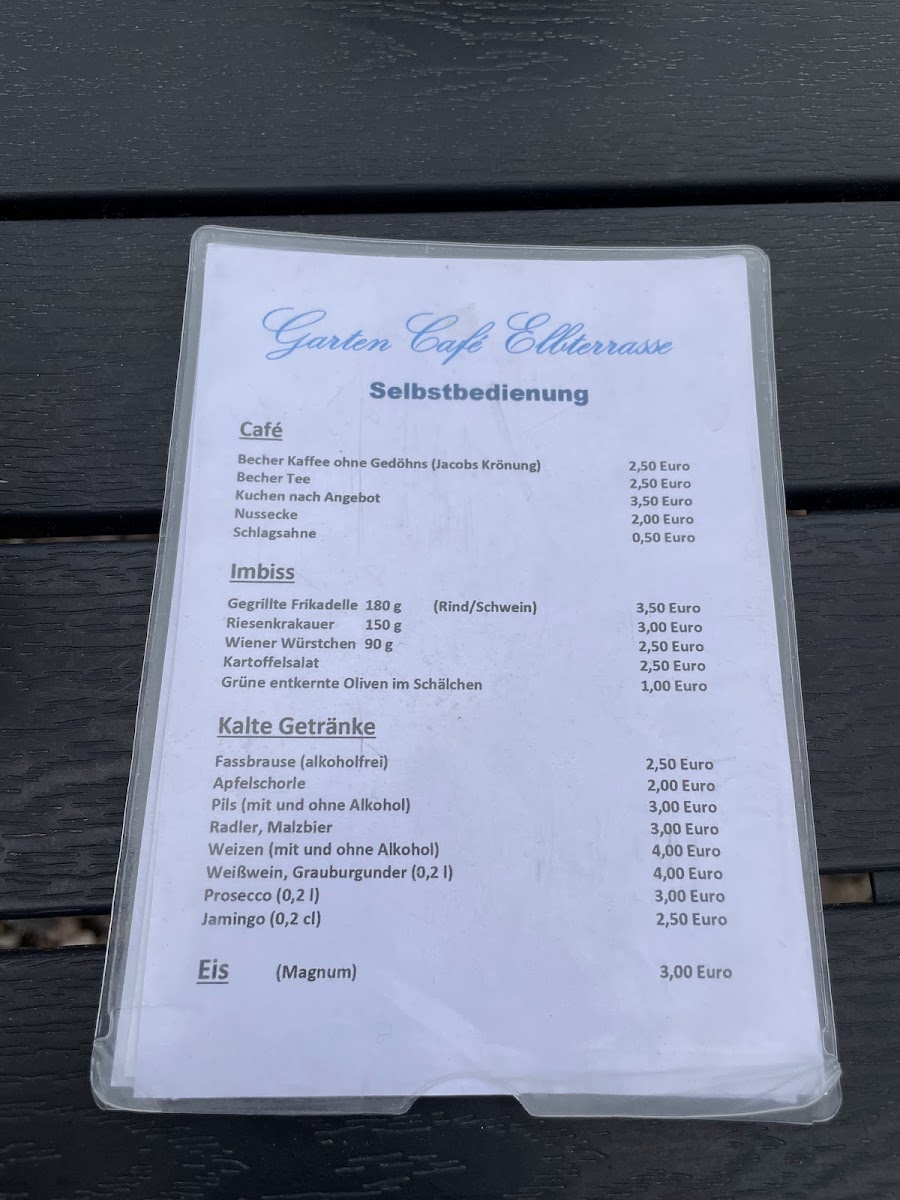 Garten Café Elbterrasse
Selbstbedienung
Café
Becher Kaffee ohne Gedöhns (Jacobs Krönung) 2,50 Euro
Becher Tee 2,50 Euro
Kuchen nach Angebot 3,50 Euro
Nussecke 2,00 Euro
Schlagsahne 0,50 Euro
Imbiss
Gegrillte Frikadelle 180 g (Rind/Schwein) 3,50 Euro
Riesenkrakauer 150 g 3,00 Euro
Wiener Würstchen 90 g 2,50 Euro
Kartoffelsalat 2,50 Euro
Grüne entkernte Oliven im Schälchen 1,00 Euro
Kalte Getränke
Fassbrause (alkoholfrei) 2,50 Euro
Apfelschorle 2,00 Euro
Pils (mit und ohne Alkohol) 3,00 Euro
Radler, Malzbier 3,00 Euro
Weizen (mit und ohne Alkohol) 4,00 Euro
Weißwein, Grauburgunder (0,2 l) 4,00 Euro
Prosecco (0,2 l) 3,00 Euro
Jamingo (0,2 cl) 2,50 Euro
Eis (Magnum) 3,00 Euro